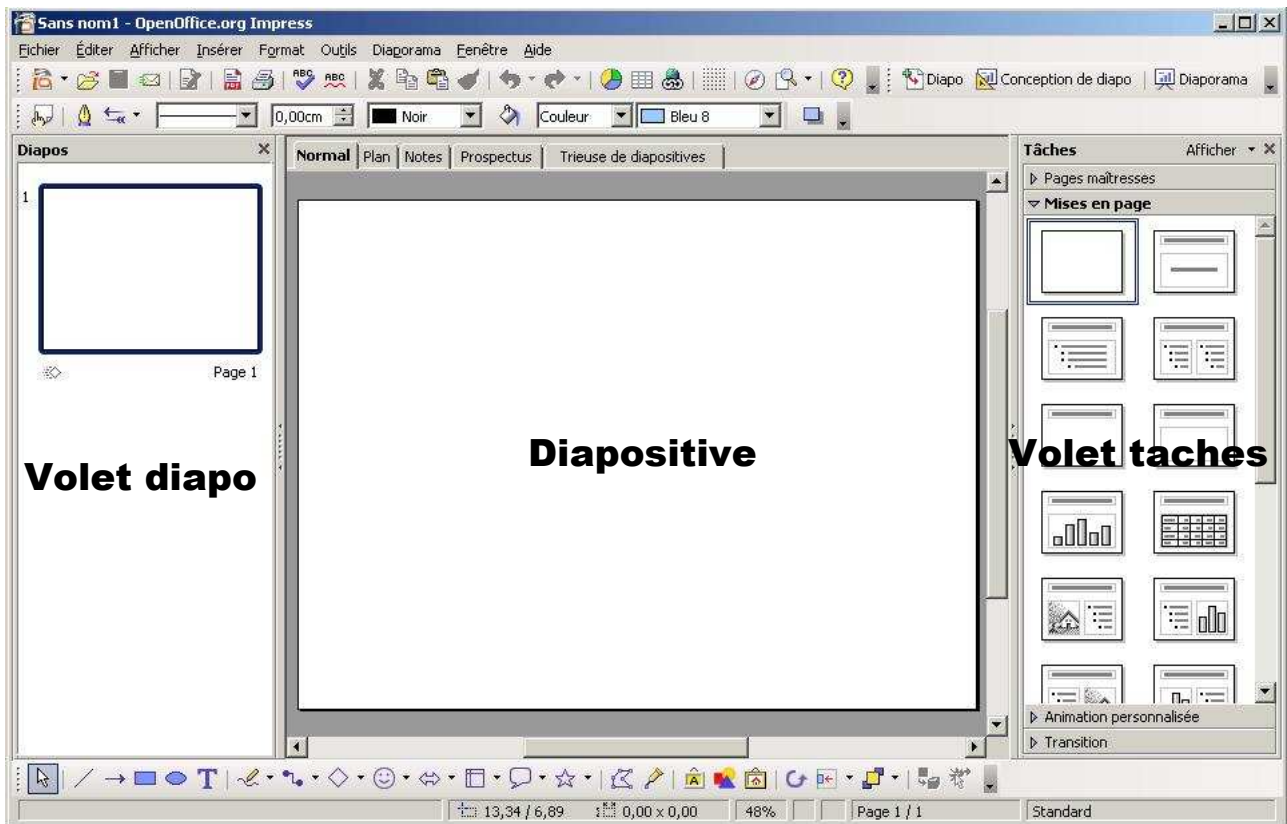 Sans nom1 - OpenOffice.org Impress
Fichier Éditer Afficher Insérer Format Outils Diaporama Fenêtre Aide
Diapo Conception de diapo Diaporama
0,00cm Noir Couleur Bleu 8
Diapos
Normal Plan Notes Prospectus Trieuse de diapositives
Tâches Afficher
Pages maîtresses
Mises en page
1
Page 1
Volet diapo
Diapositive
Volet taches
Animation personnalisée
Transition
13,34 / 6,89 0,00 x 0,00 48% Page 1 / 1 Standard